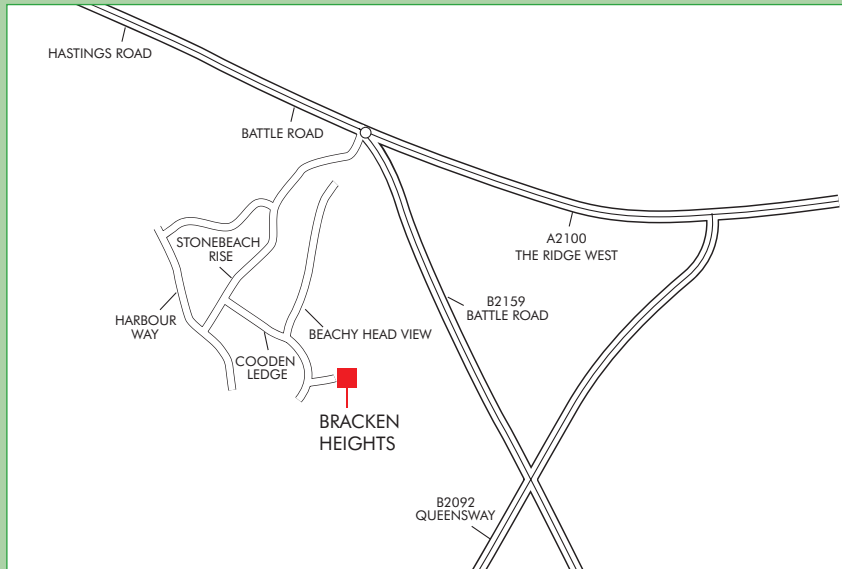 HASTINGS ROAD
BATTLE ROAD
STONEBEACH
RISE
A2100
THE RIDGE WEST
B2159
BATTLE ROAD
HARBOUR
WAY
BEACHY HEAD VIEW
COODEN
LEDGE
BRACKEN
HEIGHTS
B2092
QUEENSWAY